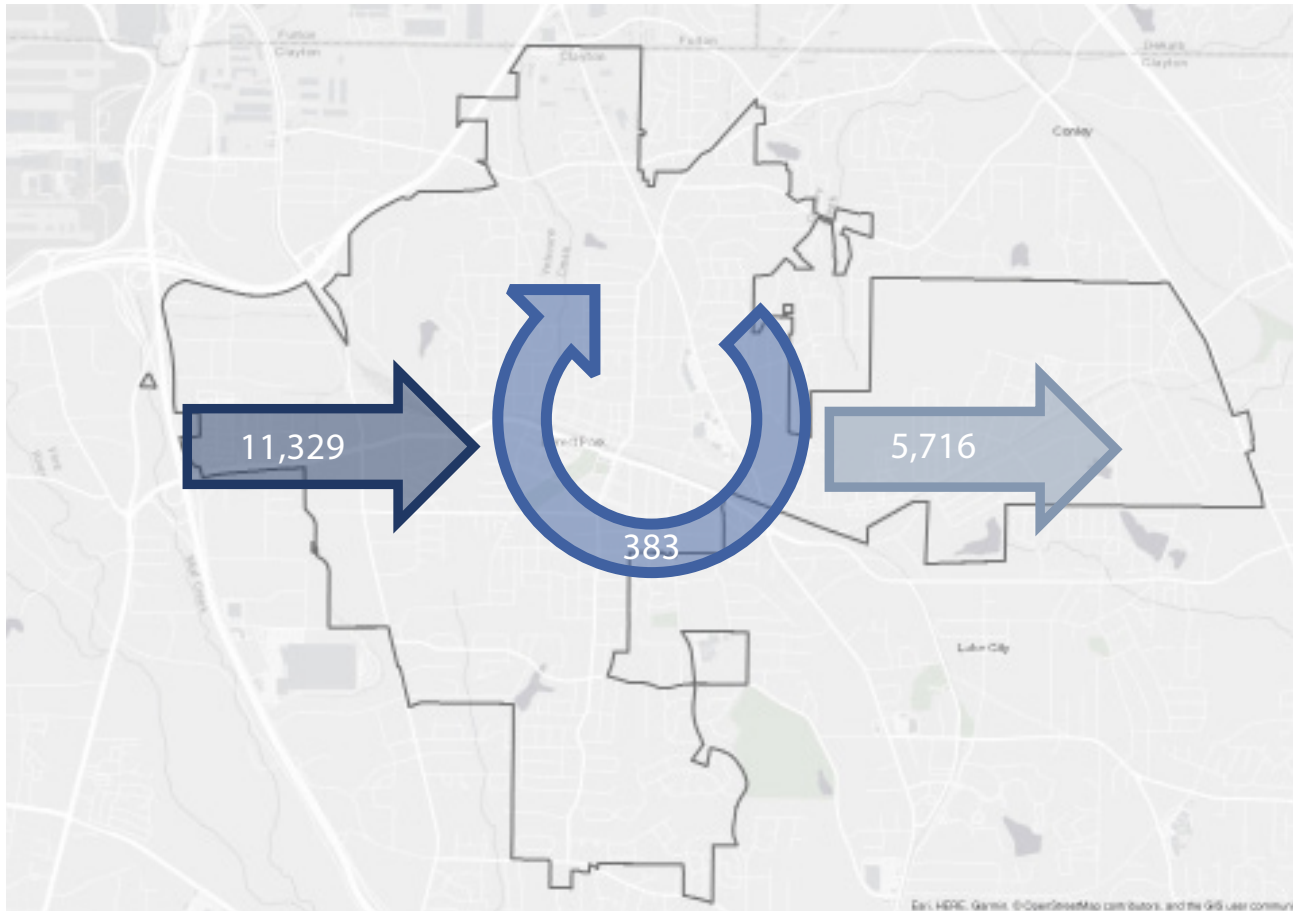 Fulton
Clayton
Fulton
Clayton
DeKalb
Clayton
Conley
11,329
5,716
383
Lake City
Esri, HERE, Garmin, © OpenStreetMap contributors, and the GIS user commun